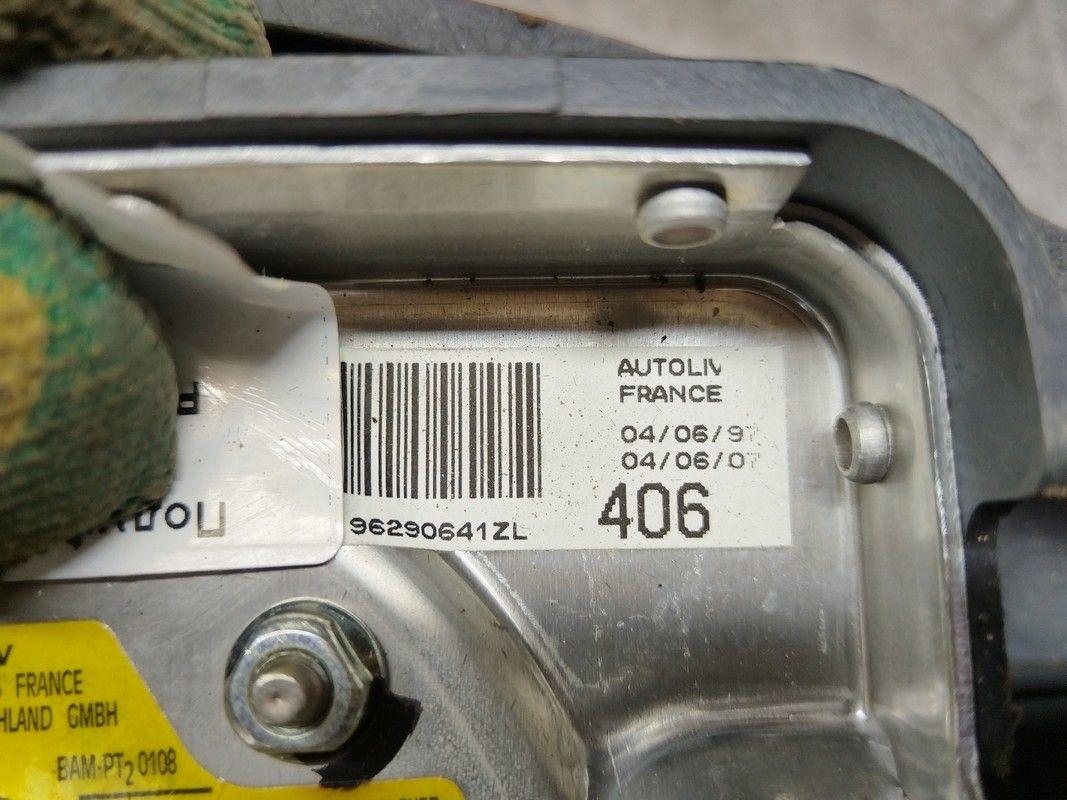 AUTOLIV
FRANCE
04/06/97
04/06/07
96290641ZL
406
FRANCE
HLAND GMBH
BAM-PT2 0108